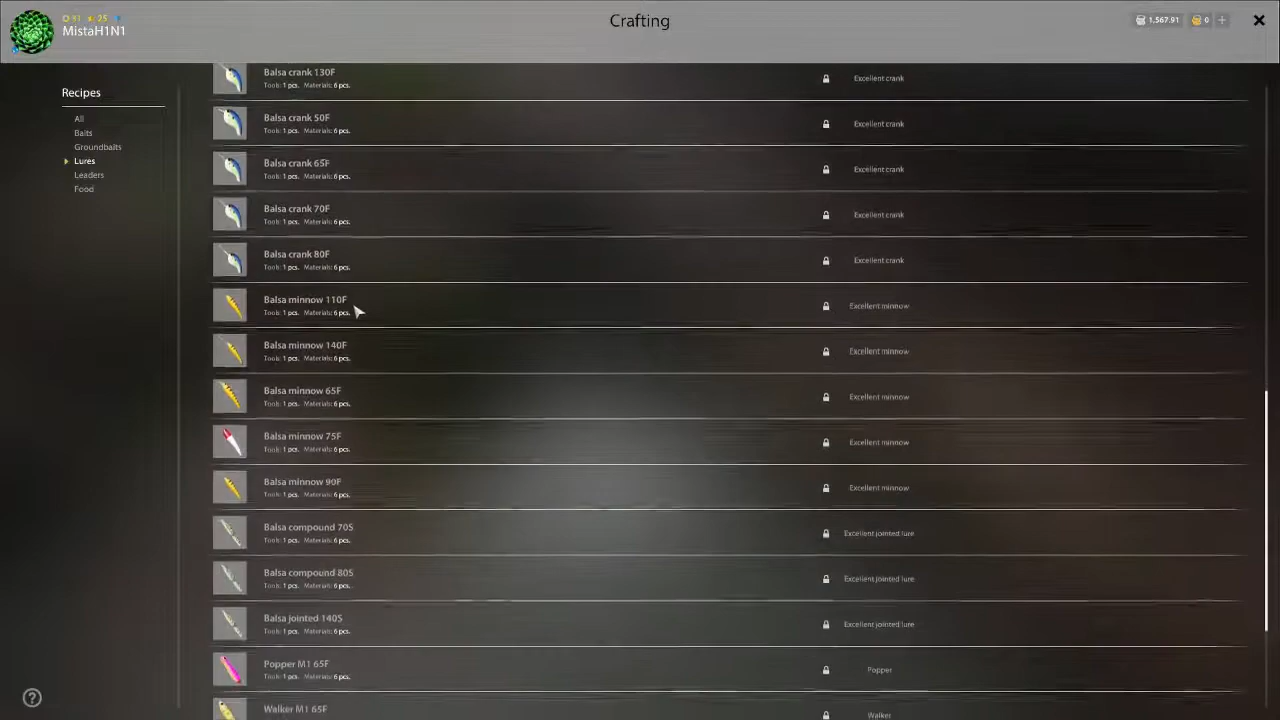 31 25
MistaH1N1
Crafting
1,567.91 0 +
Recipes
All
Baits
Groundbaits
Lures
Leaders
Food
Balsa crank 130F
Tools: 1 pcs. Materials: 6 pcs.
Excellent crank
Balsa crank 50F
Tools: 1 pcs. Materials: 6 pcs.
Excellent crank
Balsa crank 65F
Tools: 1 pcs. Materials: 6 pcs.
Excellent crank
Balsa crank 70F
Tools: 1 pcs. Materials: 6 pcs.
Excellent crank
Balsa crank 80F
Tools: 1 pcs. Materials: 6 pcs.
Excellent crank
Balsa minnow 110F
Tools: 1 pcs. Materials: 6 pcs.
Excellent minnow
Balsa minnow 140F
Tools: 1 pcs. Materials: 6 pcs.
Excellent minnow
Balsa minnow 65F
Tools: 1 pcs. Materials: 6 pcs.
Excellent minnow
Balsa minnow 75F
Tools: 1 pcs. Materials: 6 pcs.
Excellent minnow
Balsa minnow 90F
Tools: 1 pcs. Materials: 6 pcs.
Excellent minnow
Balsa compound 70S
Tools: 1 pcs. Materials: 6 pcs.
Excellent jointed lure
Balsa compound 80S
Tools: 1 pcs. Materials: 6 pcs.
Excellent jointed lure
Balsa jointed 140S
Tools: 1 pcs. Materials: 6 pcs.
Excellent jointed lure
Popper M1 65F
Tools: 1 pcs. Materials: 6 pcs.
Popper
Walker M1 65F
Walker
?